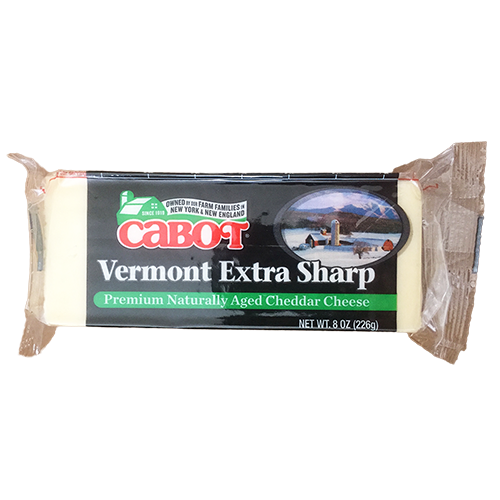 SINCE 1919
OWNED BY OUR FARM FAMILIES IN
NEW YORK & NEW ENGLAND
CABOT
Vermont Extra Sharp
Premium Naturally Aged Cheddar Cheese
NET WT. 8 OZ (226g)